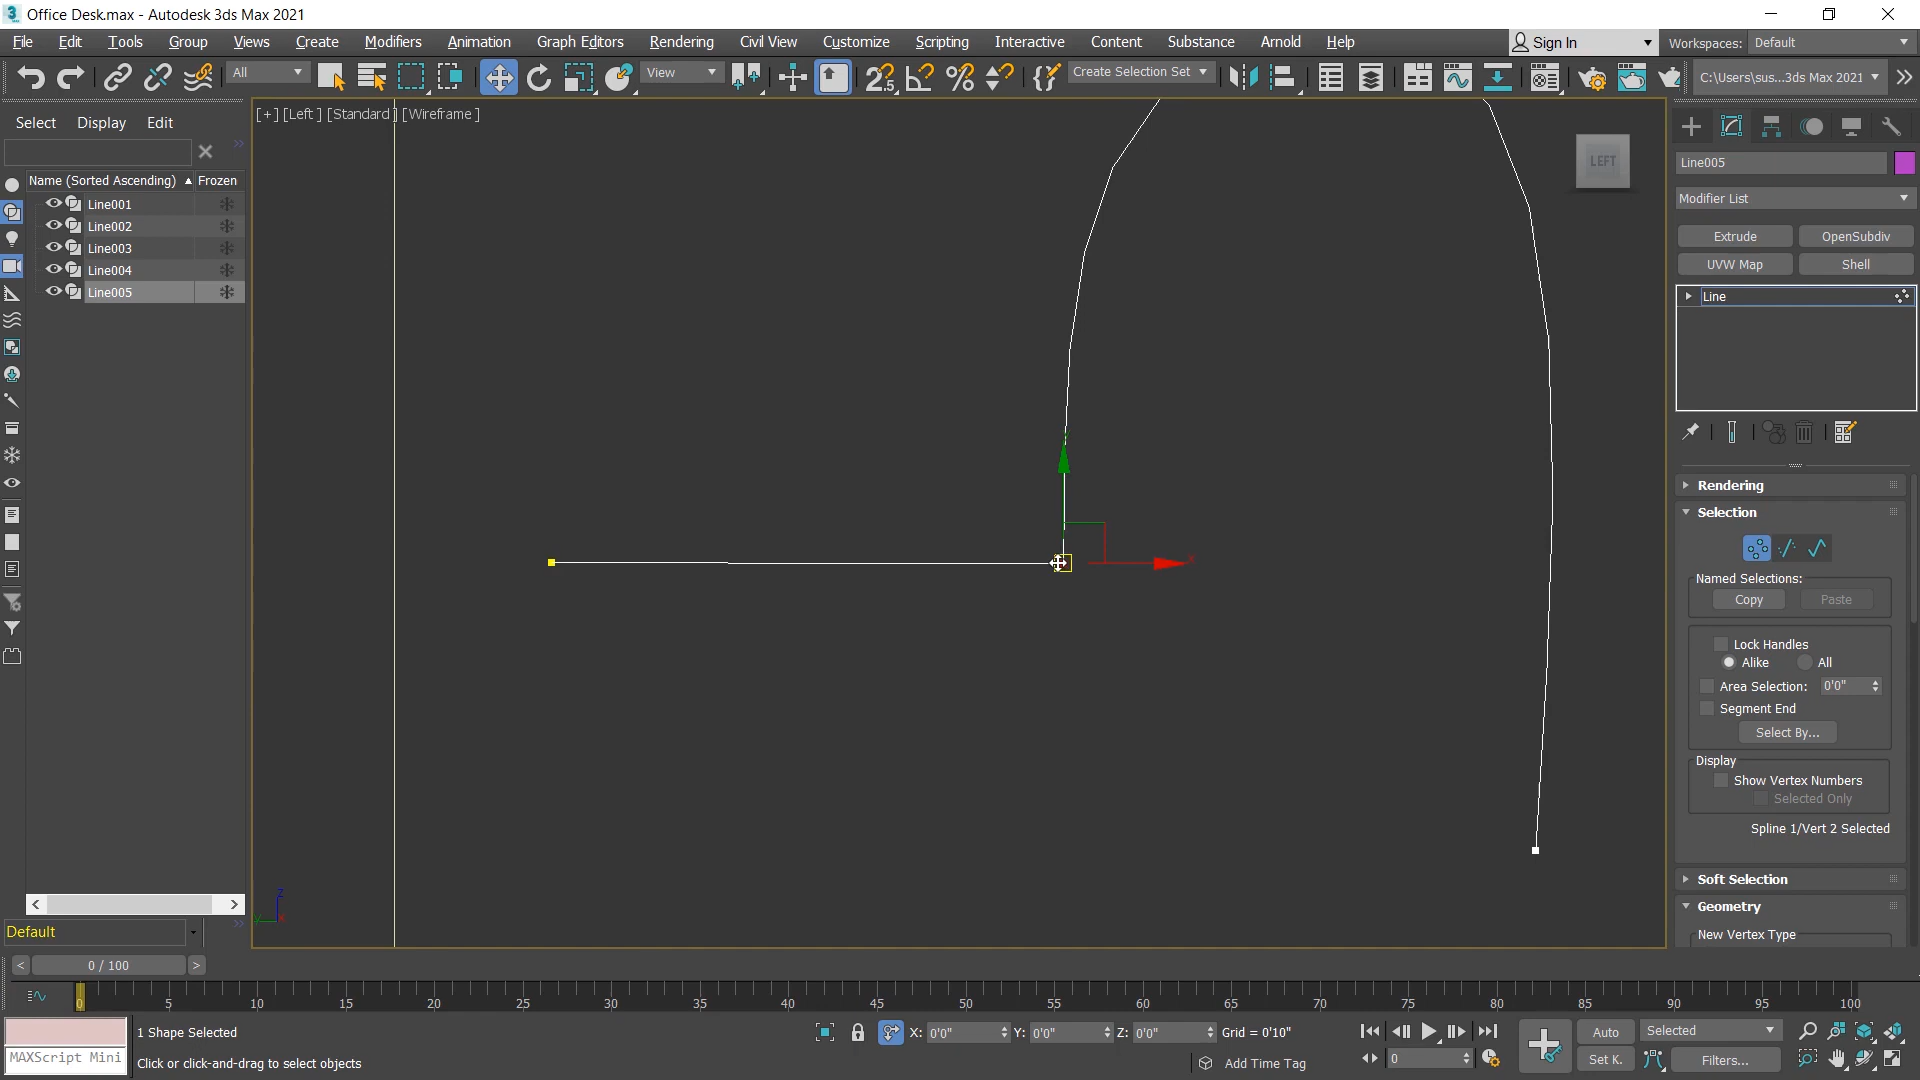 Office Desk.max - Autodesk 3ds Max 2021
File Edit Tools Group Views Create Modifiers Animation Graph Editors Rendering Civil View Customize Scripting Interactive Content Substance Arnold Help
Sign In
Workspaces: Default
All
View
Create Selection Set
C:\Users\sus...3ds Max 2021
Select Display Edit
Name (Sorted Ascending) Frozen
Line001
Line002
Line003
Line004
Line005
[+] [Left ] [Standard ] [Wireframe ]
LEFT
Line005
Modifier List
Extrude OpenSubdiv
UVW Map Shell
Line
Rendering
Selection
Named Selections:
Copy Paste
Lock Handles
Alike All
Area Selection: 0'0"
Segment End
Select By...
Display
Show Vertex Numbers
Selected Only
Spline 1/Vert 2 Selected
Soft Selection
Geometry
New Vertex Type
Default
0 / 100
0 5 10 15 20 25 30 35 40 45 50 55 60 65 70 75 80 85 90 95 100
1 Shape Selected
X: 0'0" Y: 0'0" Z: 0'0" Grid = 0'10"
Auto Selected
MAXScript Mini
Click or click-and-drag to select objects
Add Time Tag
0
Set K. Filters...